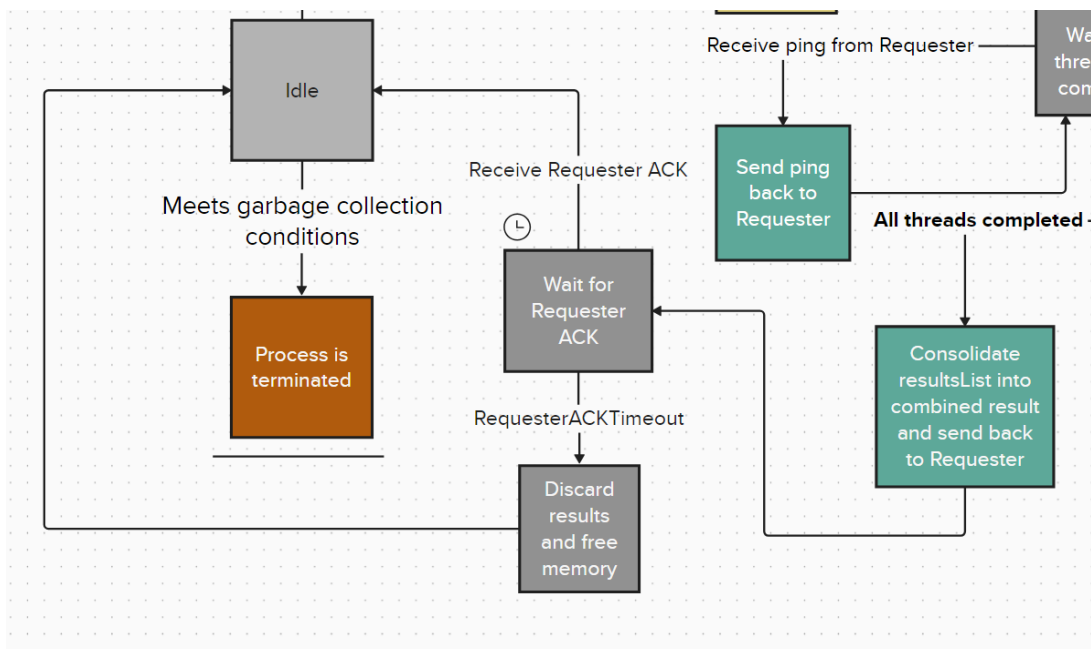 Idle
Meets garbage collection
conditions
Process is
terminated
Receive Requester ACK
Wait for
Requester
ACK
RequesterACKTimeout
Discard
results
and free
memory
Receive ping from Requester
Send ping
back to
Requester
All threads completed
Consolidate
resultsList into
combined result
and send back
to Requester